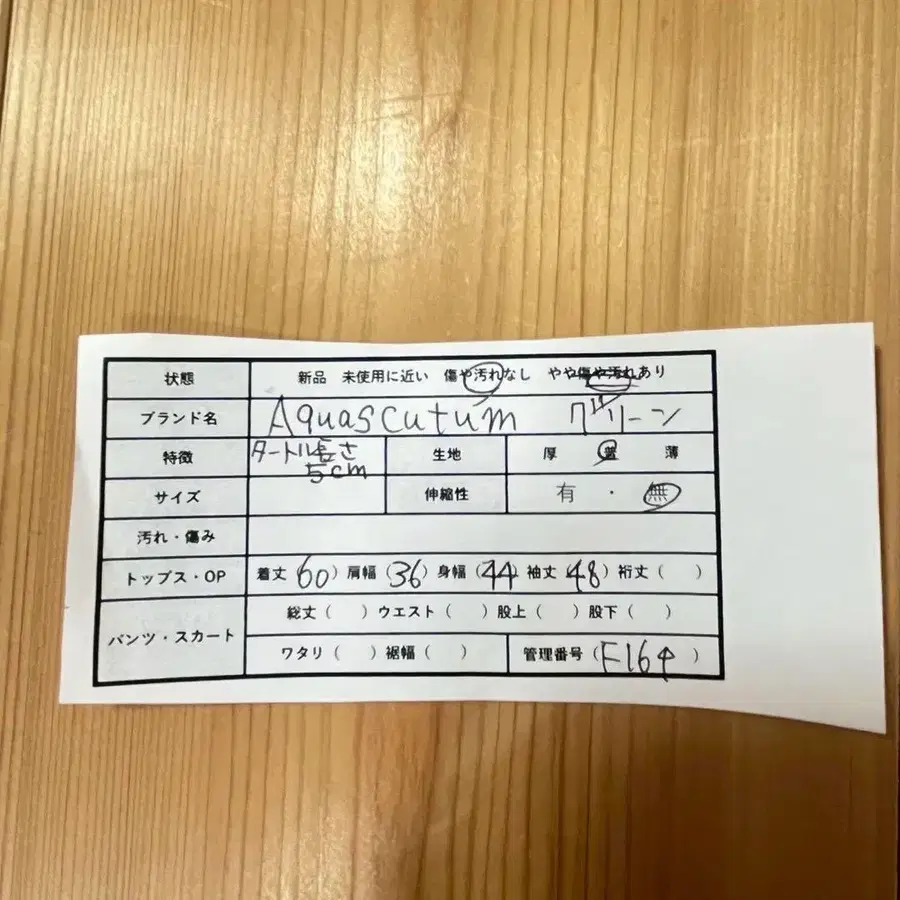 状態 新品 未使用に近い 傷や汚れなし やや傷や汚れあり
ブランド名 Aquascutum グリーン
特徴 タートル長さ 5cm 生地 厚 普 薄
サイズ 伸縮性 有・無
汚れ・傷み
トップス・OP 着丈(60) 肩幅(36) 身幅(44) 袖丈(48) 裄丈( )
パンツ・スカート 総丈( ) ウエスト( ) 股上( ) 股下( )
ワタリ( ) 裾幅( ) 管理番号( )